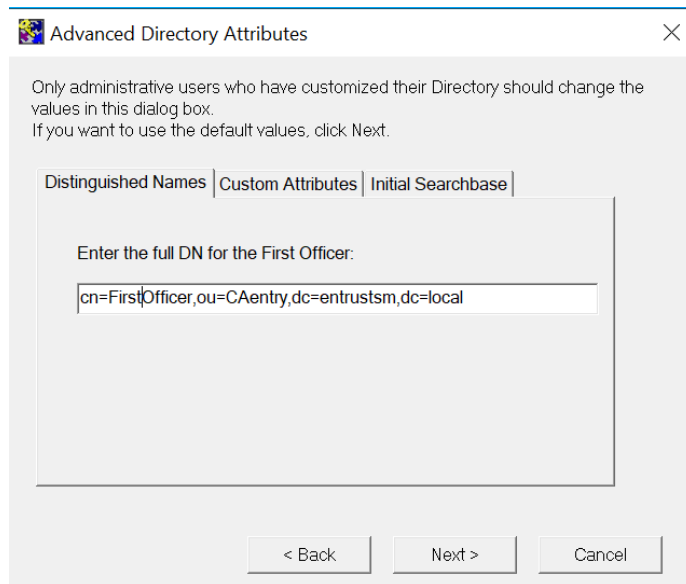 Advanced Directory Attributes
Only administrative users who have customized their Directory should change the
values in this dialog box.
If you want to use the default values, click Next.
Distinguished Names Custom Attributes Initial Searchbase
Enter the full DN for the First Officer:
cn=FirstOfficer,ou=CAentry,dc=entrustsm,dc=local
< Back Next > Cancel